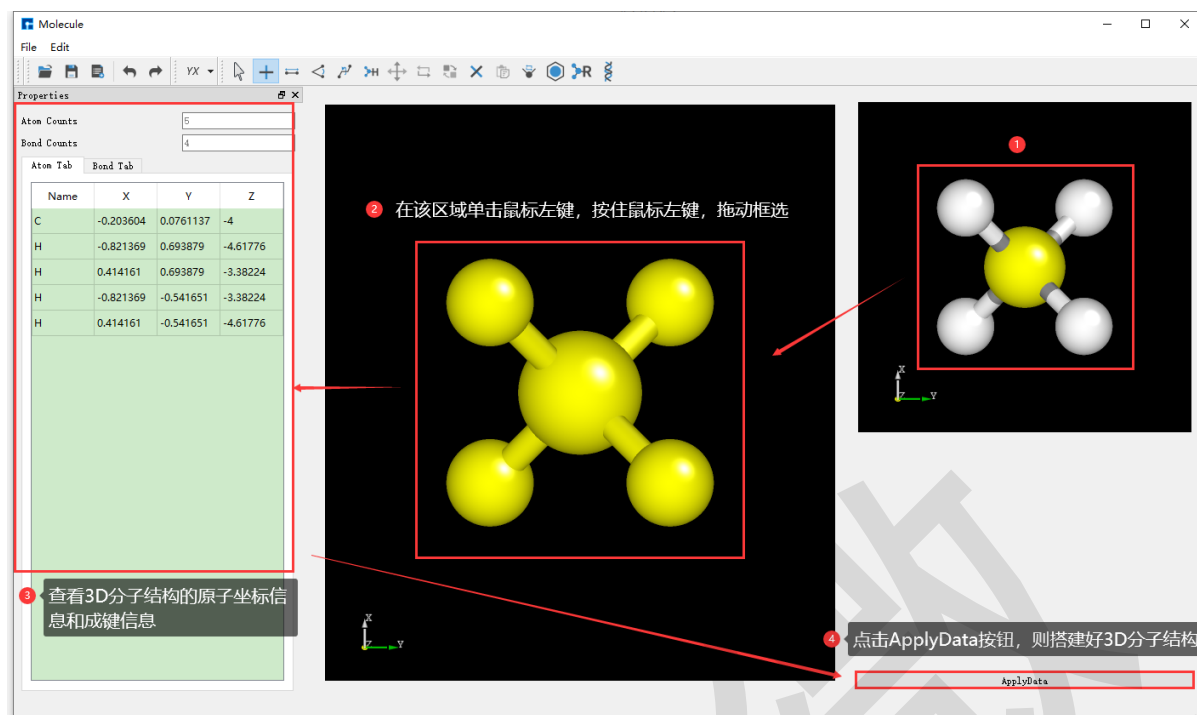 Molecule
File Edit
YX
H
R
Properties
Atom Counts 5
Bond Counts 4
Atom Tab Bond Tab
Name X Y Z
C -0.203604 0.0761137 -4
H -0.821369 0.693879 -4.61776
H 0.414161 0.693879 -3.38224
H -0.821369 -0.541651 -3.38224
H 0.414161 -0.541651 -4.61776
3 查看3D分子结构的原子坐标信
息和成键信息
2 在该区域单击鼠标左键，按住鼠标左键，拖动框选
X
Z Y
1
X
Z Y
4 点击ApplyData按钮，则搭建好3D分子结构
ApplyData